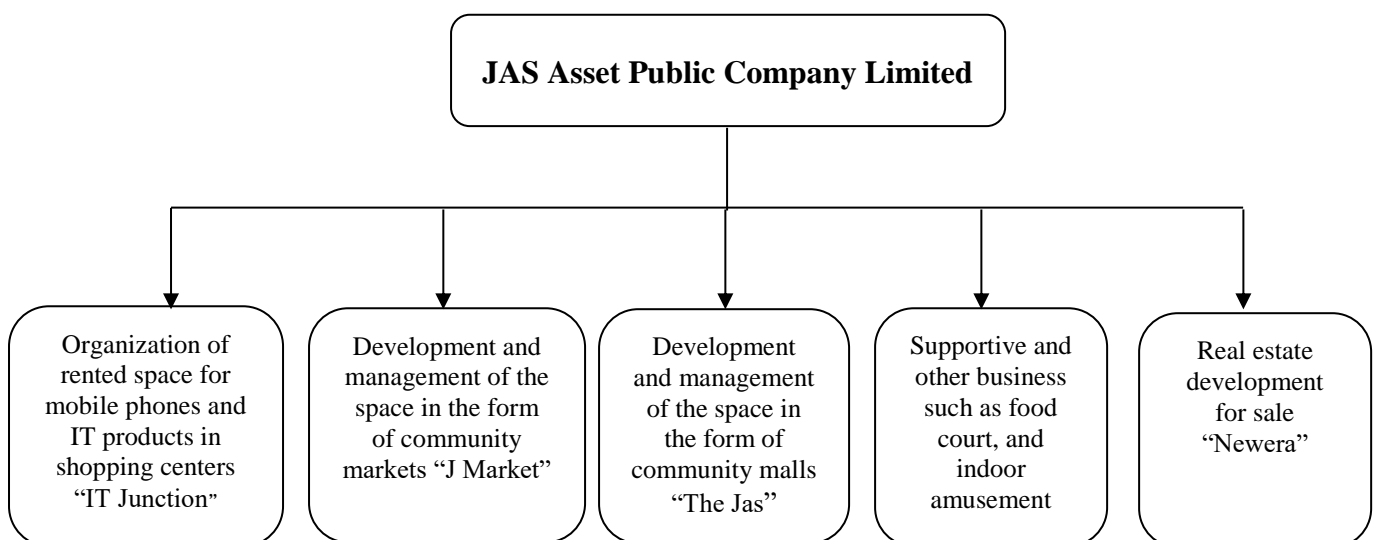 JAS Asset Public Company Limited
Organization of
rented space for
mobile phones and
IT products in
shopping centers
“IT Junction”
Development and
management of the
space in the form
of community
markets “J Market”
Development
and management
of the space in
the form of
community malls
“The Jas”
Supportive and
other business
such as food
court, and
indoor
amusement
Real estate
development
for sale
“Newera”